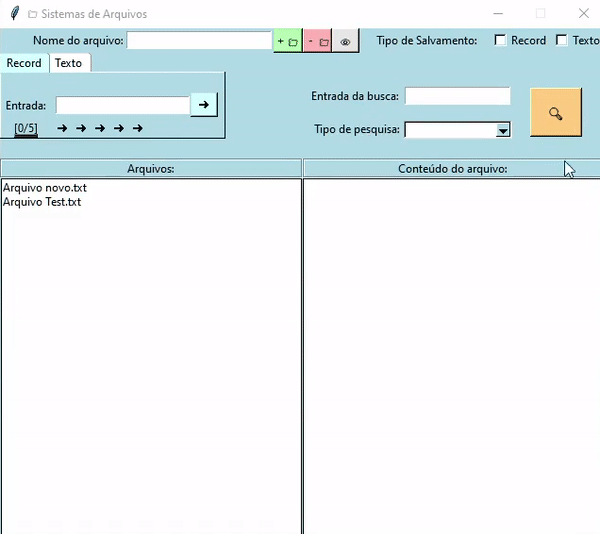 Sistemas de Arquivos
Nome do arquivo: + - Tipo de Salvamento: Record Texto
Record Texto
Entrada: ➔
[0/5] ➔ ➔ ➔ ➔ ➔
Entrada da busca:
Tipo de pesquisa:
Arquivos: Conteúdo do arquivo:
Arquivo novo.txt
Arquivo Test.txt